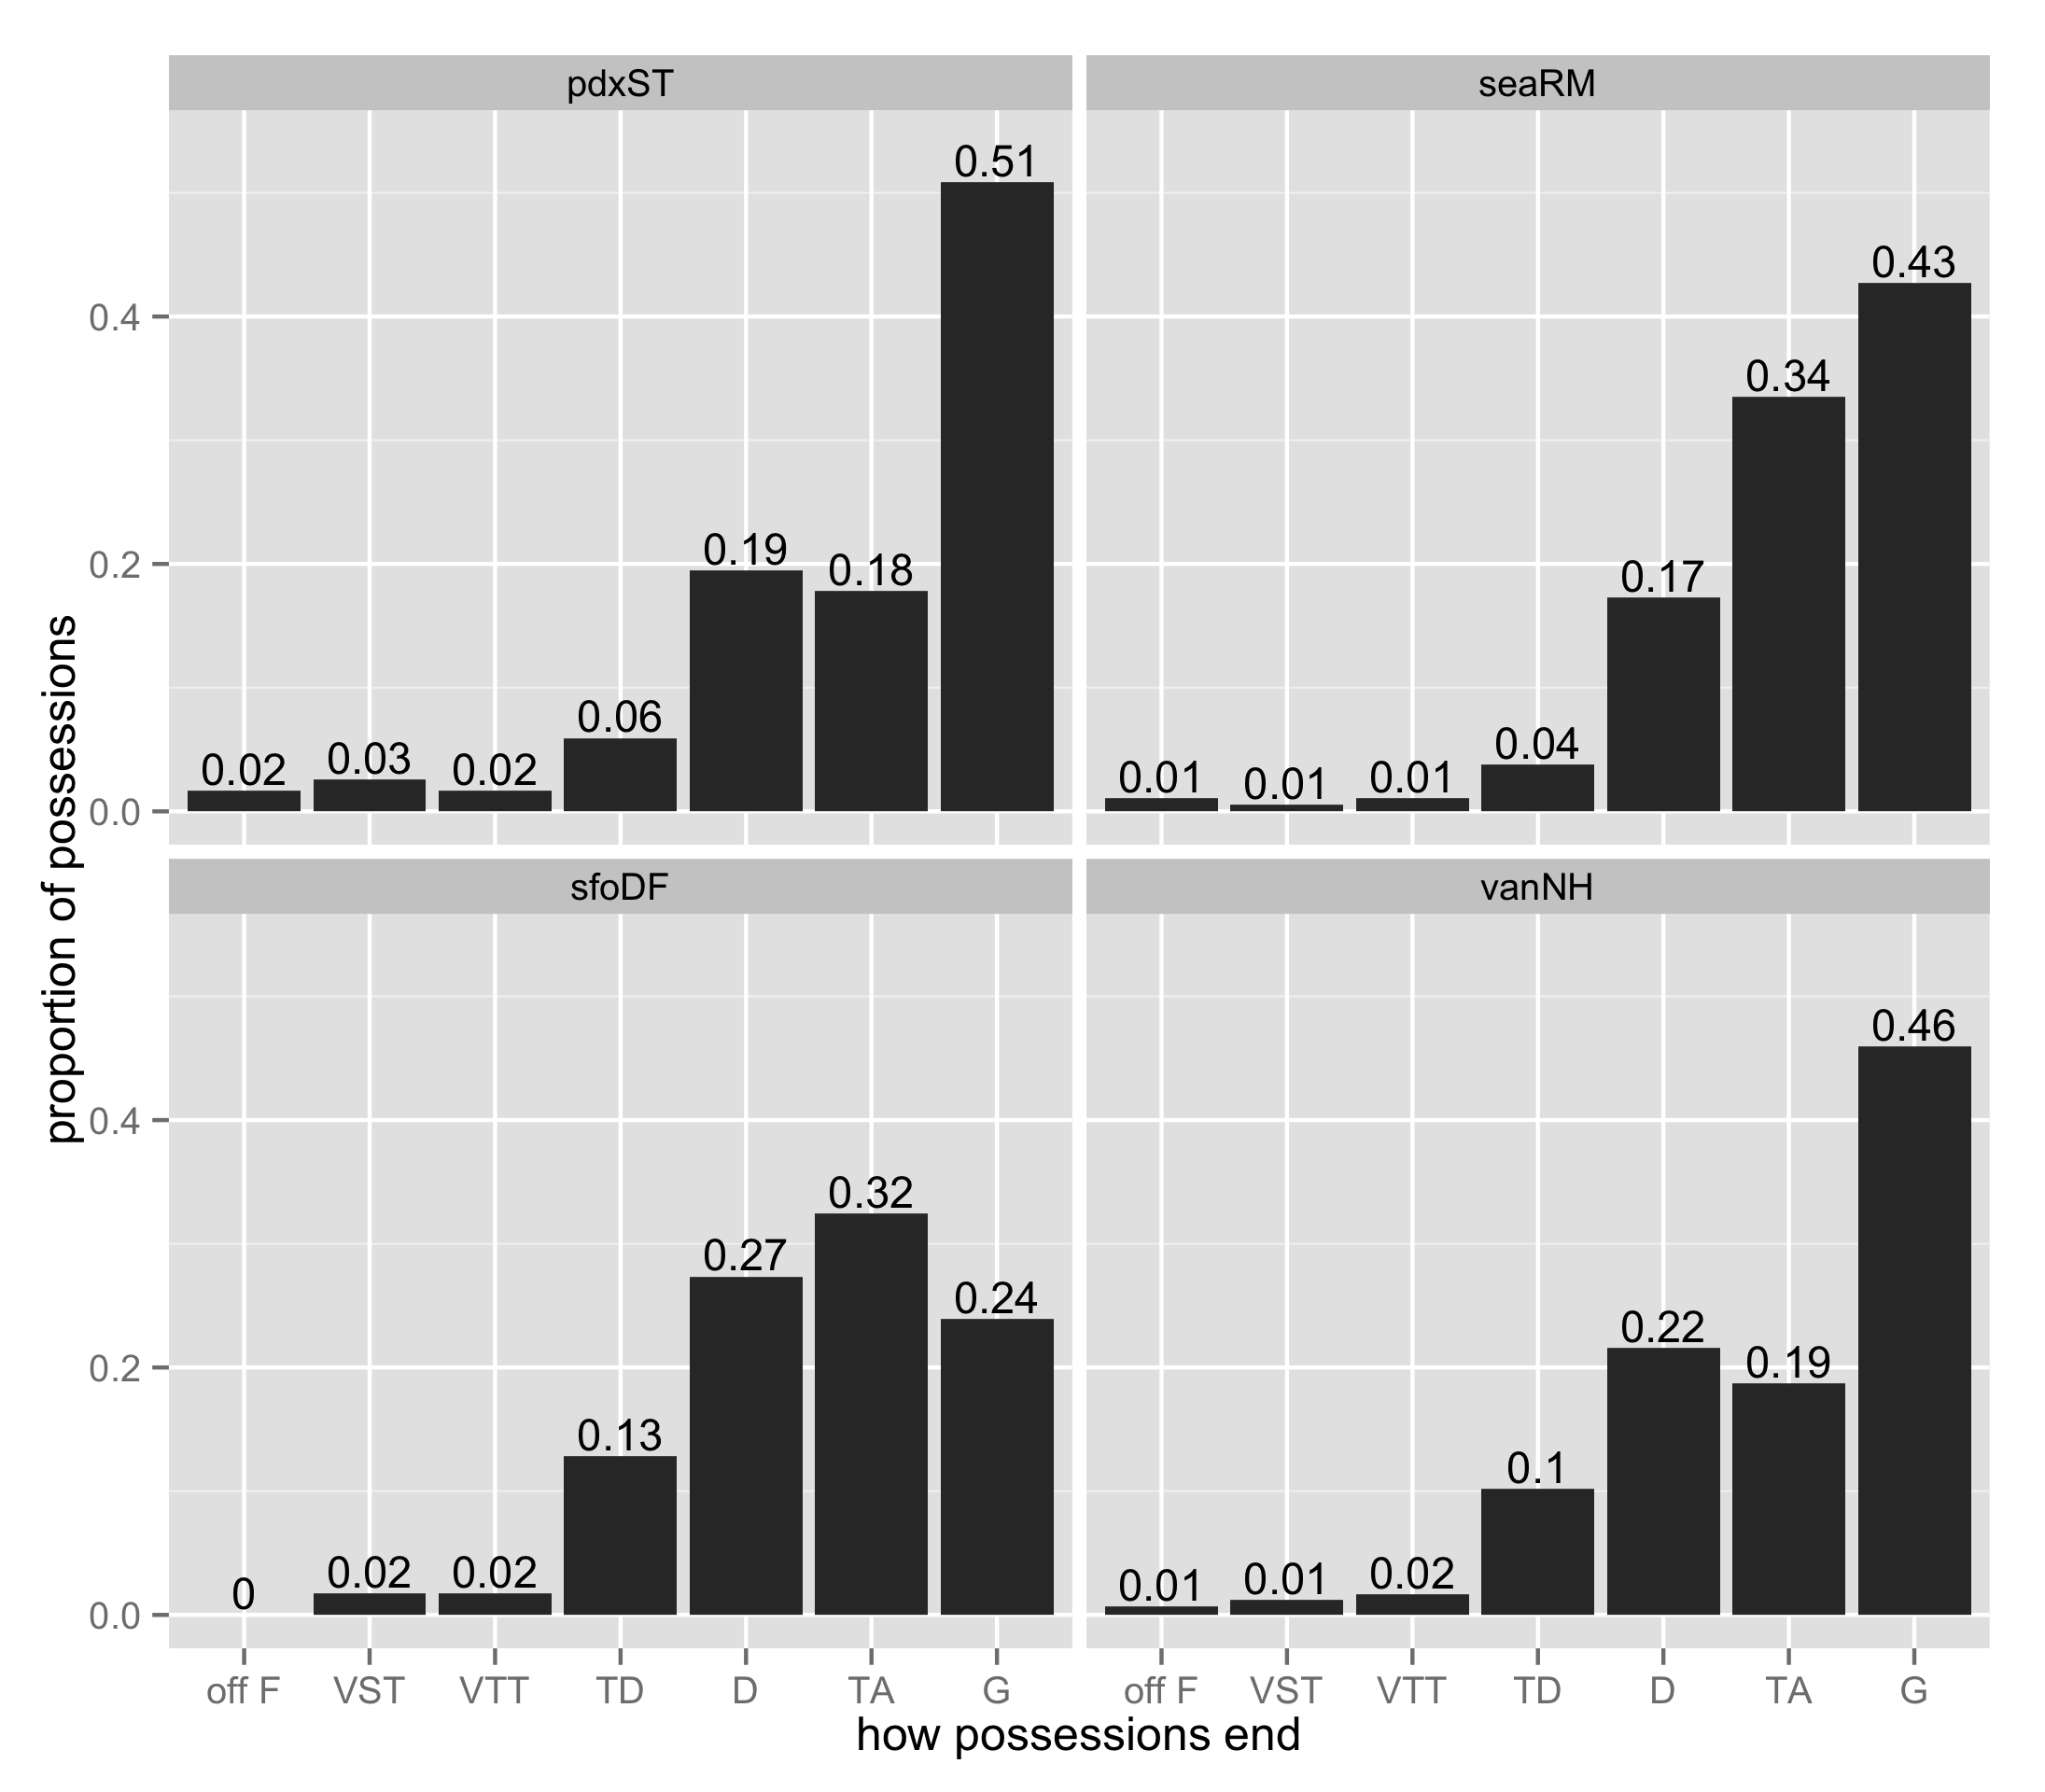 pdxST
seaRM
0.51
0.43
0.4
0.34
0.19
0.18
0.17
0.2
0.06
0.04
0.02 0.03 0.02
0.01 0.01 0.01
0.0
sfoDF
vanNH
0.46
0.4
0.32
0.27
0.24
0.22
0.19
0.2
0.13
0.1
0 0.02 0.02
0.01 0.01 0.02
0.0
off F VST VTT TD D TA G
off F VST VTT TD D TA G
how possessions end
proportion of possessions